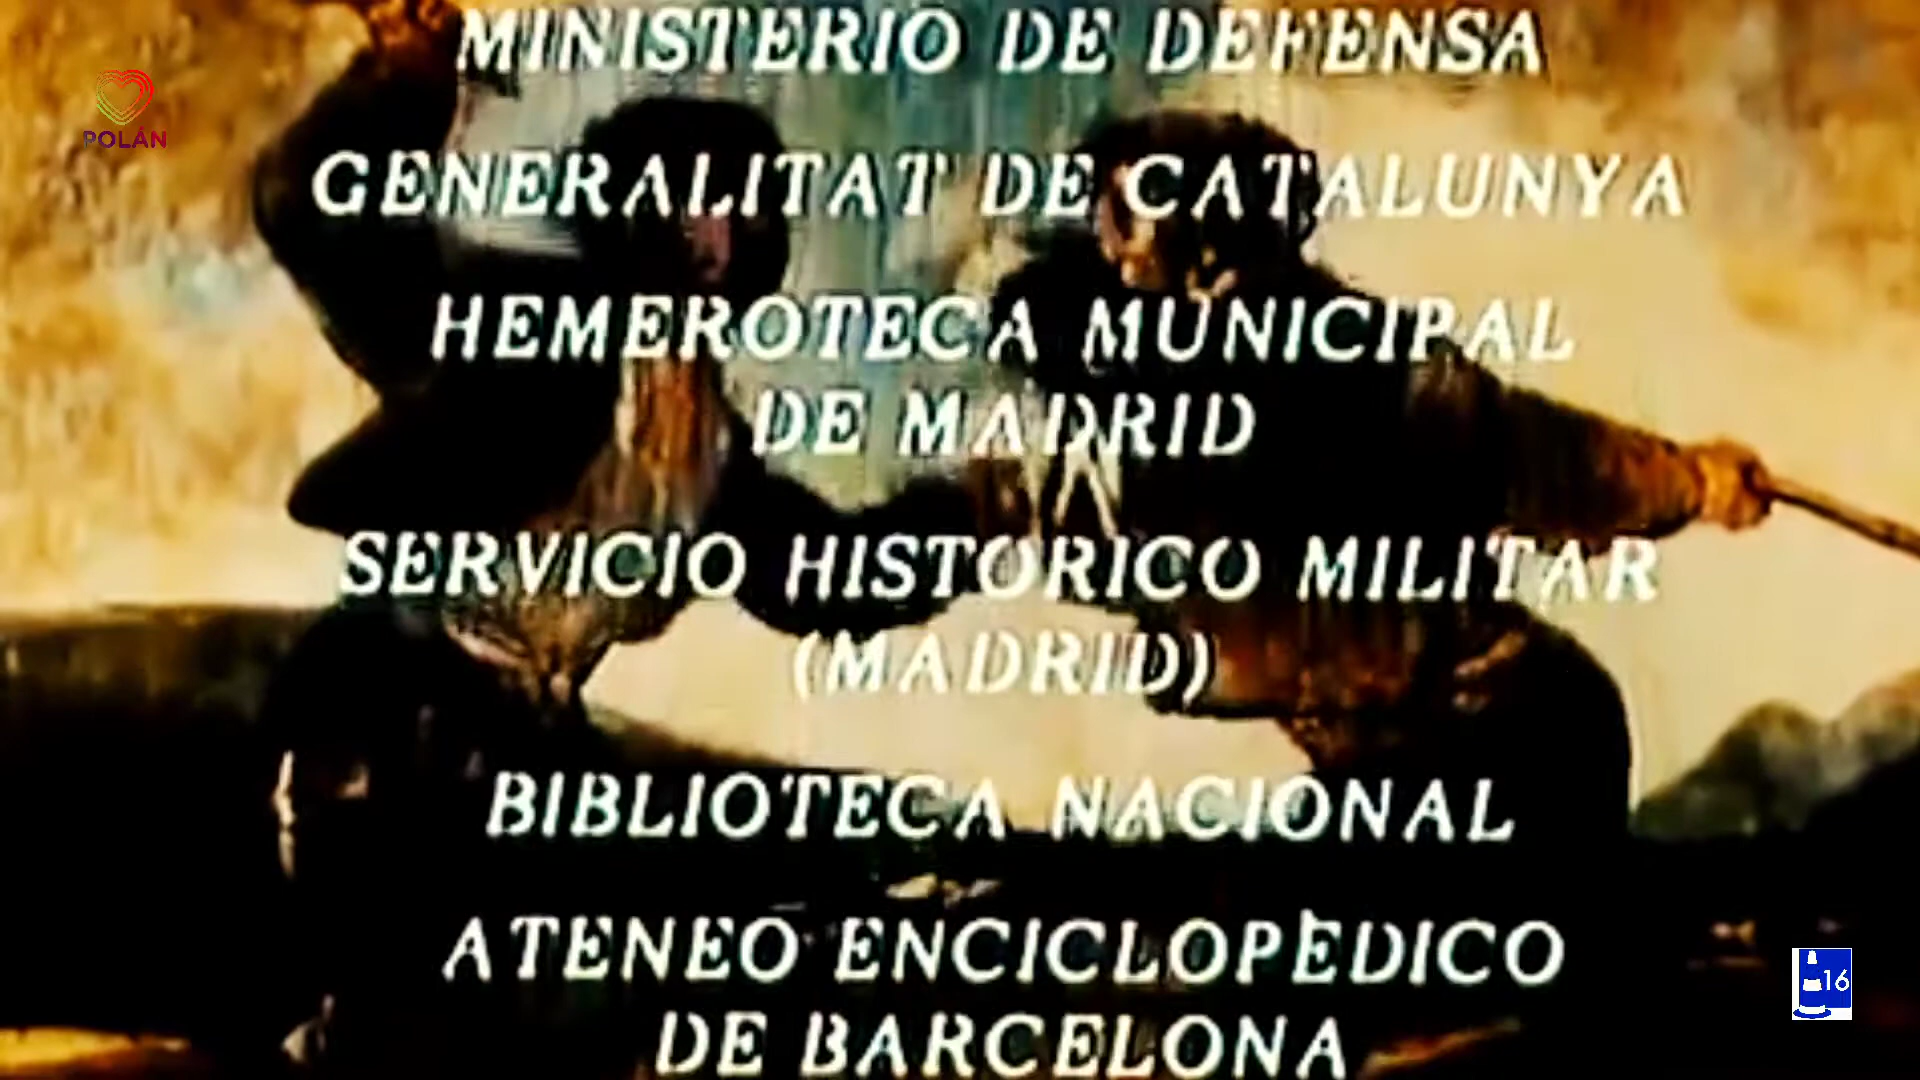 MINISTERIO DE DEFENSA
POLÁN
GENERALITAT DE CATALUNYA
HEMEROTECA MUNICIPAL
DE MADRID
SERVICIO HISTORICO MILITAR
(MADRID)
BIBLIOTECA NACIONAL
ATENEO ENCICLOPÈDICO
16
DE BARCELONA